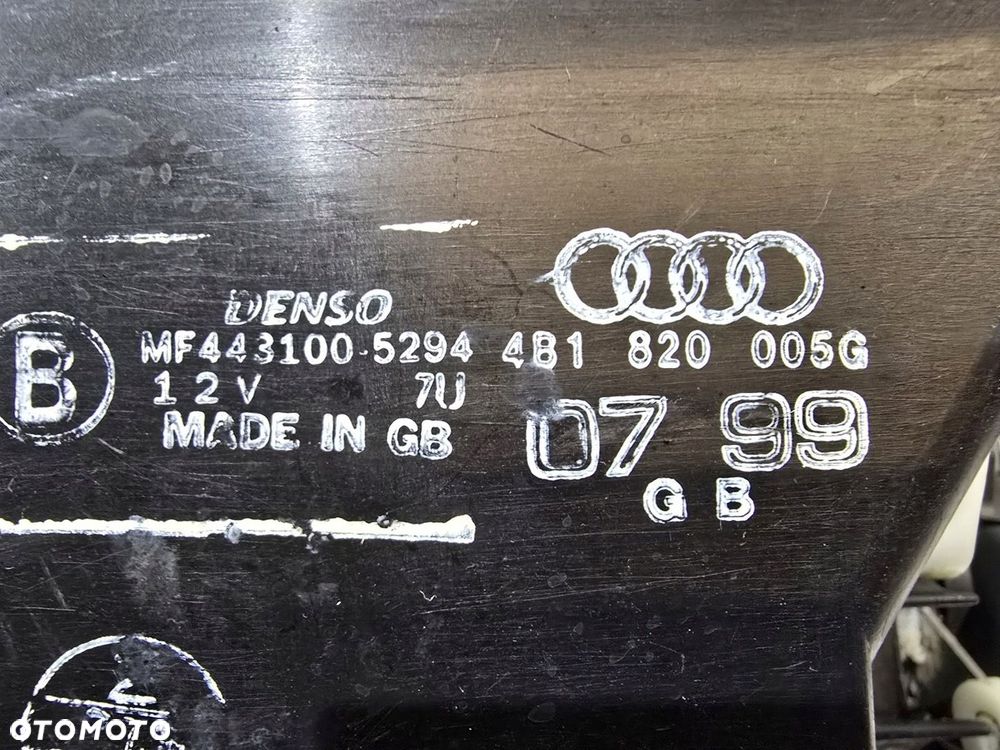 DENSO
B
MF443100-5294 4B1 820 005G
12V 7U
MADE IN GB
07 99
G B
OTOMOTO